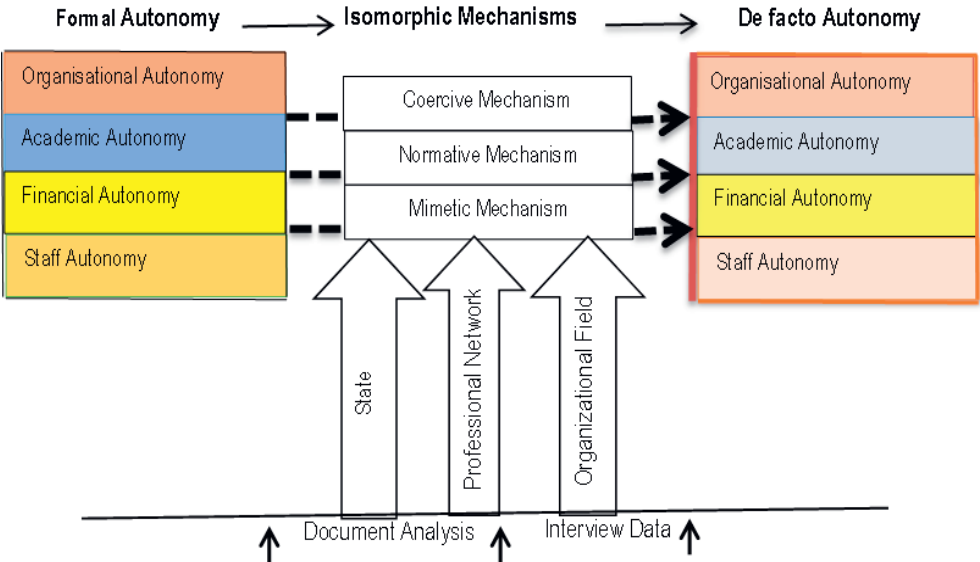 Formal Autonomy
Isomorphic Mechanisms
De facto Autonomy
Organisational Autonomy
Academic Autonomy
Financial Autonomy
Staff Autonomy
Coercive Mechanism
Normative Mechanism
Mimetic Mechanism
Organisational Autonomy
Academic Autonomy
Financial Autonomy
Staff Autonomy
State
Professional Network
Organizational Field
Document Analysis
Interview Data